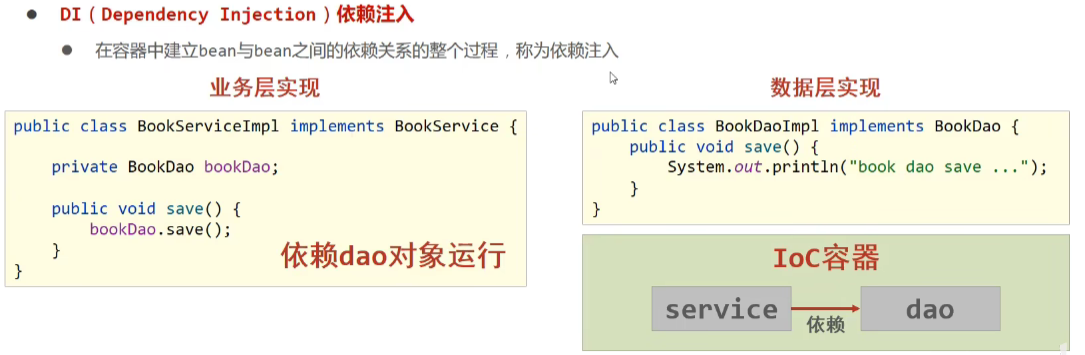 ● DI（Dependency Injection）依赖注入
● 在容器中建立bean与bean之间的依赖关系的整个过程，称为依赖注入
业务层实现
public class BookServiceImpl implements BookService {
private BookDao bookDao;
public void save() {
bookDao.save();
}
}
依赖dao对象运行
数据层实现
public class BookDaoImpl implements BookDao {
public void save() {
System.out.println("book dao save ...");
}
}
IoC容器
service
依赖
dao